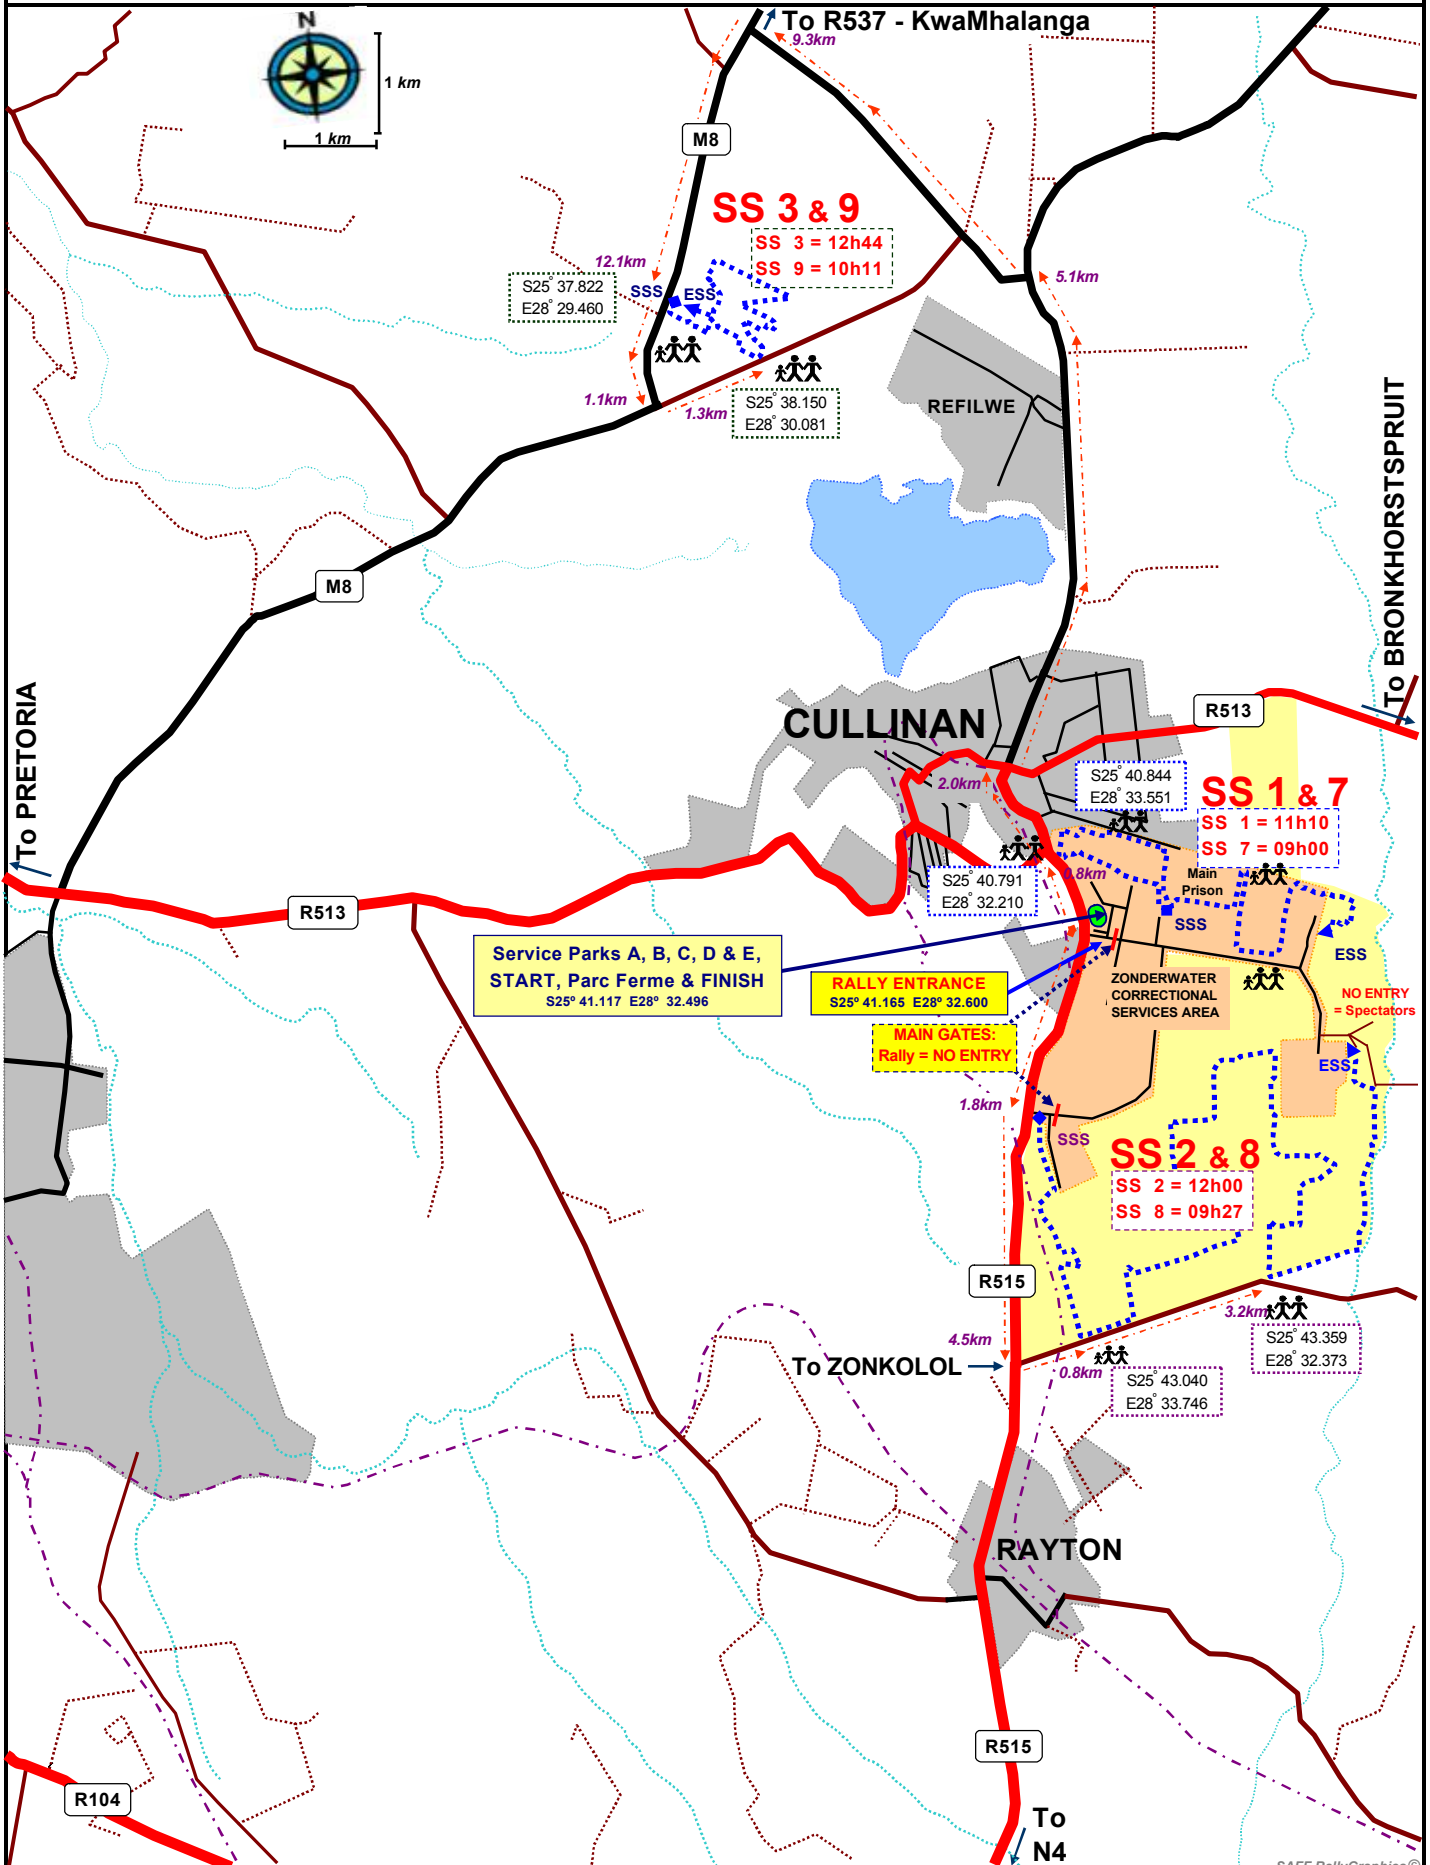 To R537 - KwaMhalanga
N
9.3km
1 km
1 km
M8
SS 3 & 9
SS 3 = 12h44
SS 9 = 10h11
12.1km
5.1km
S25° 37.822
E28° 29.460
SSS
ESS
1.1km
1.3km
S25° 38.150
E28° 30.081
REFILWE
To BRONKHORSTSPRUIT
M8
To PRETORIA
CULLINAN
R513
2.0km
S25° 40.844
E28° 33.551
SS 1 & 7
SS 1 = 11h10
SS 7 = 09h00
0.8km
Main
Prison
S25° 40.791
E28° 32.210
R513
SSS
ESS
Service Parks A, B, C, D & E,
START, Parc Ferme & FINISH
S25º 41.117 E28º 32.496
RALLY ENTRANCE
S25º 41.165 E28º 32.600
ZONDERWATER
CORRECTIONAL
SERVICES AREA
NO ENTRY
= Spectators
MAIN GATES:
Rally = NO ENTRY
ESS
1.8km
SSS
SS 2 & 8
SS 2 = 12h00
SS 8 = 09h27
R515
3.2km
4.5km
S25° 43.359
E28° 32.373
To ZONKOLOL
0.8km
S25° 43.040
E28° 33.746
RAYTON
R515
R104
To
N4
SAFE RallyGraphics©